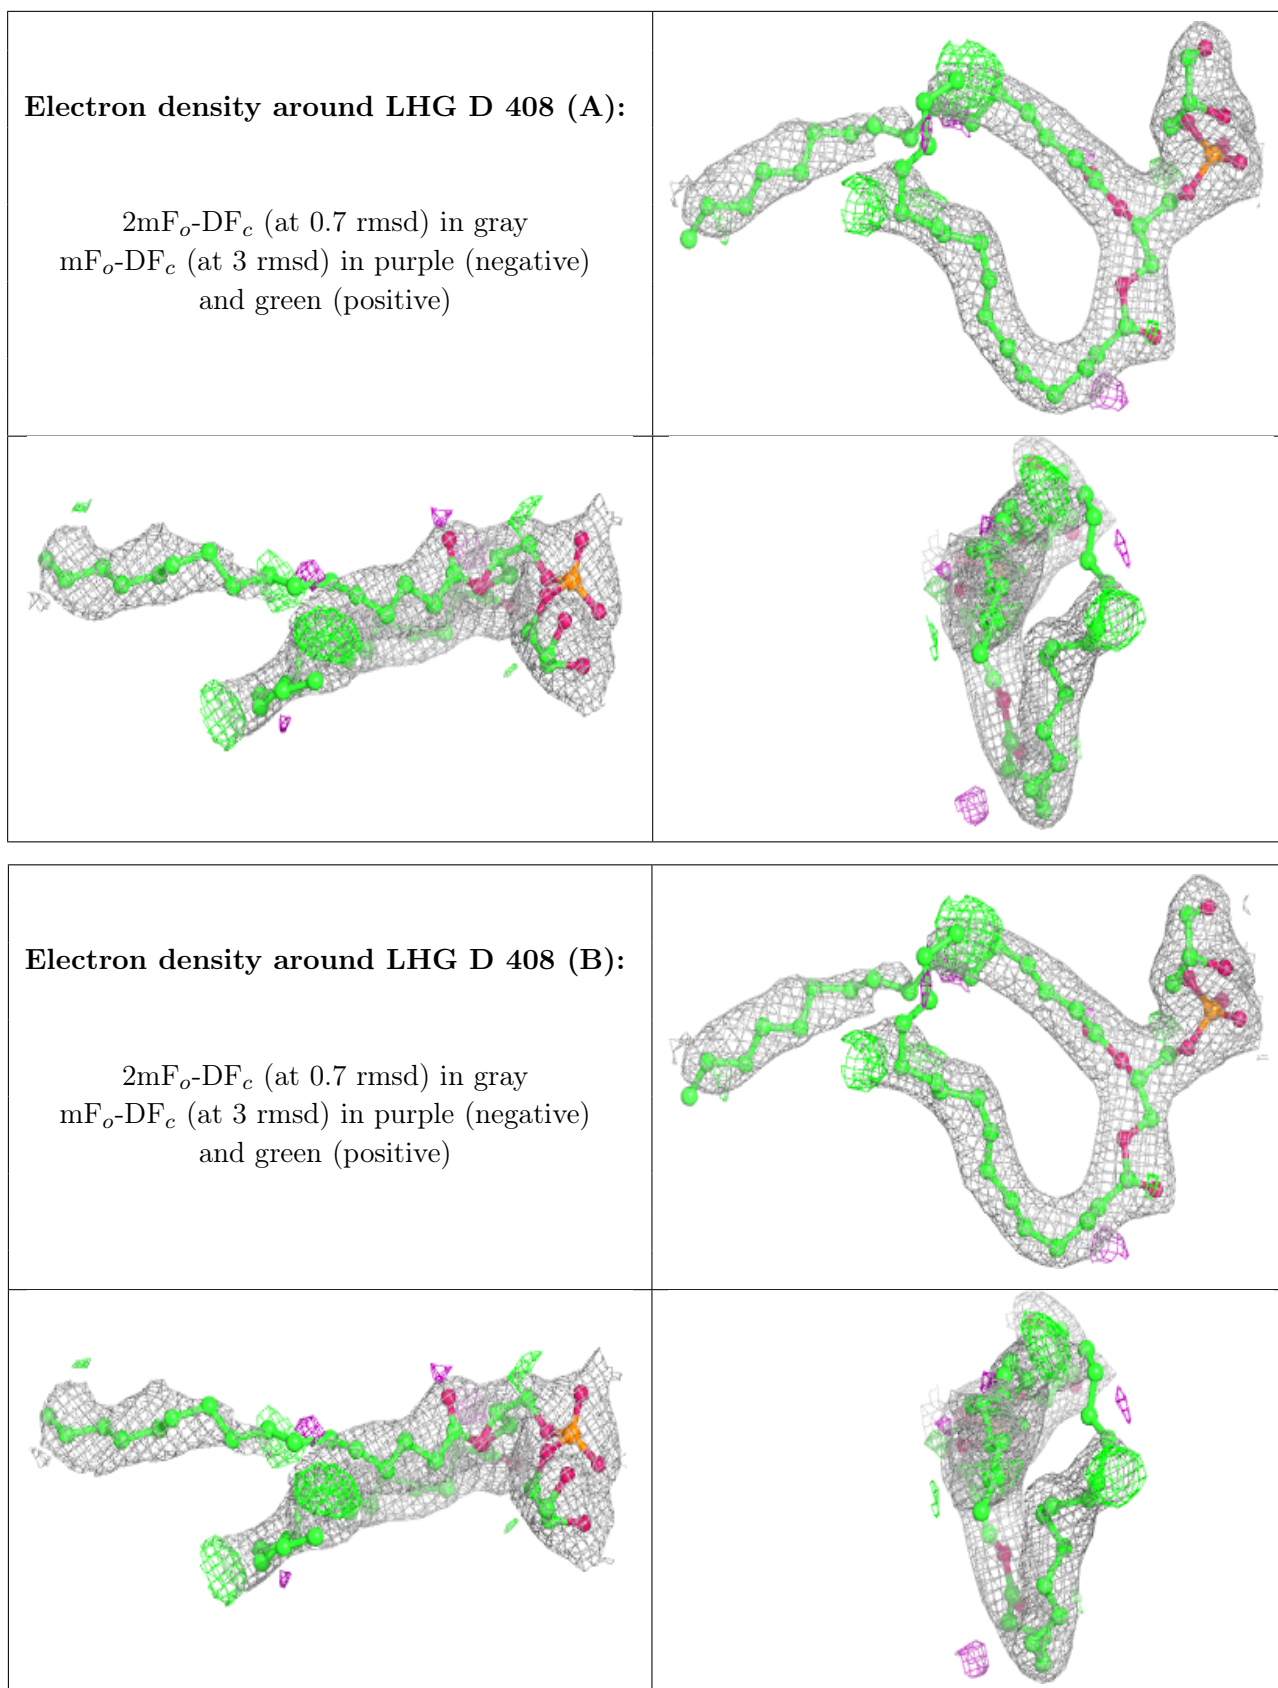 Electron density around LHG D 408 (A):
2mFo-DFc (at 0.7 rmsd) in gray
mFo-DFc (at 3 rmsd) in purple (negative)
and green (positive)
Electron density around LHG D 408 (B):
2mFo-DFc (at 0.7 rmsd) in gray
mFo-DFc (at 3 rmsd) in purple (negative)
and green (positive)